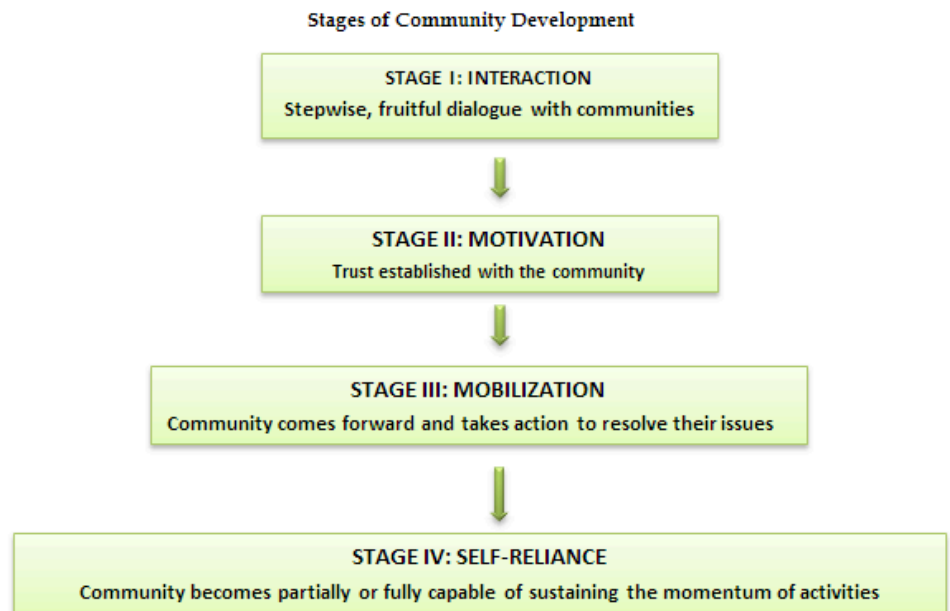 Stages of Community Development
STAGE I: INTERACTION
Stepwise, fruitful dialogue with communities
STAGE II: MOTIVATION
Trust established with the community
STAGE III: MOBILIZATION
Community comes forward and takes action to resolve their issues
STAGE IV: SELF-RELIANCE
Community becomes partially or fully capable of sustaining the momentum of activities